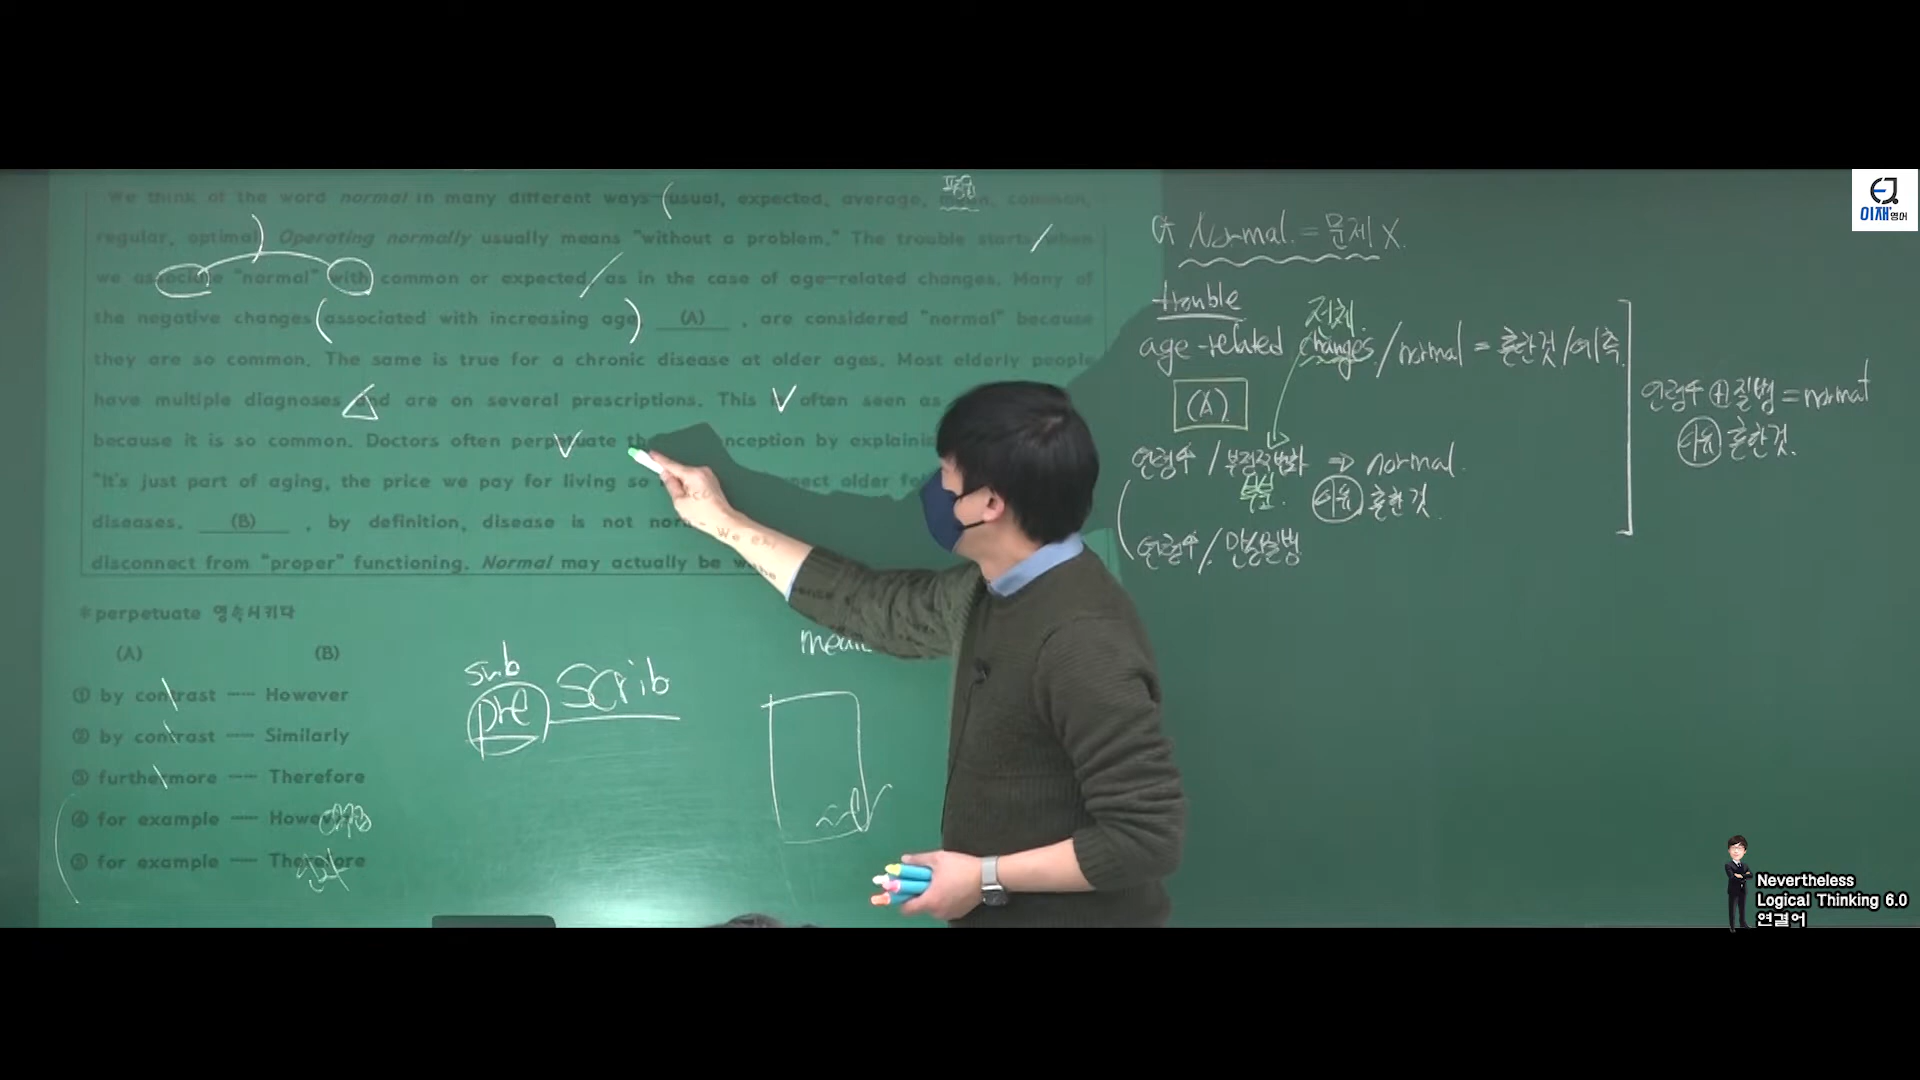 We think of the word normal in many different ways-usual, expected, average, mean, common,
평균
regular, optimal. Operating normally usually means "without a problem." The trouble starts when
we associate "normal" with common or expected, as in the case of age-related changes. Many of
the negative changes (associated with increasing age) (A) , are considered "normal" because
they are so common. The same is true for a chronic disease at older ages. Most elderly people
have multiple diagnoses and are on several prescriptions. This is often seen as
because it is so common. Doctors often perpetuate
"It's just part of aging, the price we pay for living so
diseases. (B) , by definition, disease is not
disconnect from "proper" functioning. Normal may actually be
*perpetuate 영속시키다
(A) (B)
① by contrast ---- However
② by contrast ---- Similarly
③ furthermore ---- Therefore
④ for example ---- However
⑤ for example ---- Therefore
sub
pre scrib
Normal = 문제 X.
trouble
전체
age-related changes / normal = 흔한것/예측
(A)
연령↑ / 부정적변화 ⇒ normal.
이유 흔한것.
연령↑ / 만성질병
연령↑ + 질병 = normal
이유 흔한것.
EJ
이재영어
Nevertheless
Logical Thinking 6.0
연결어